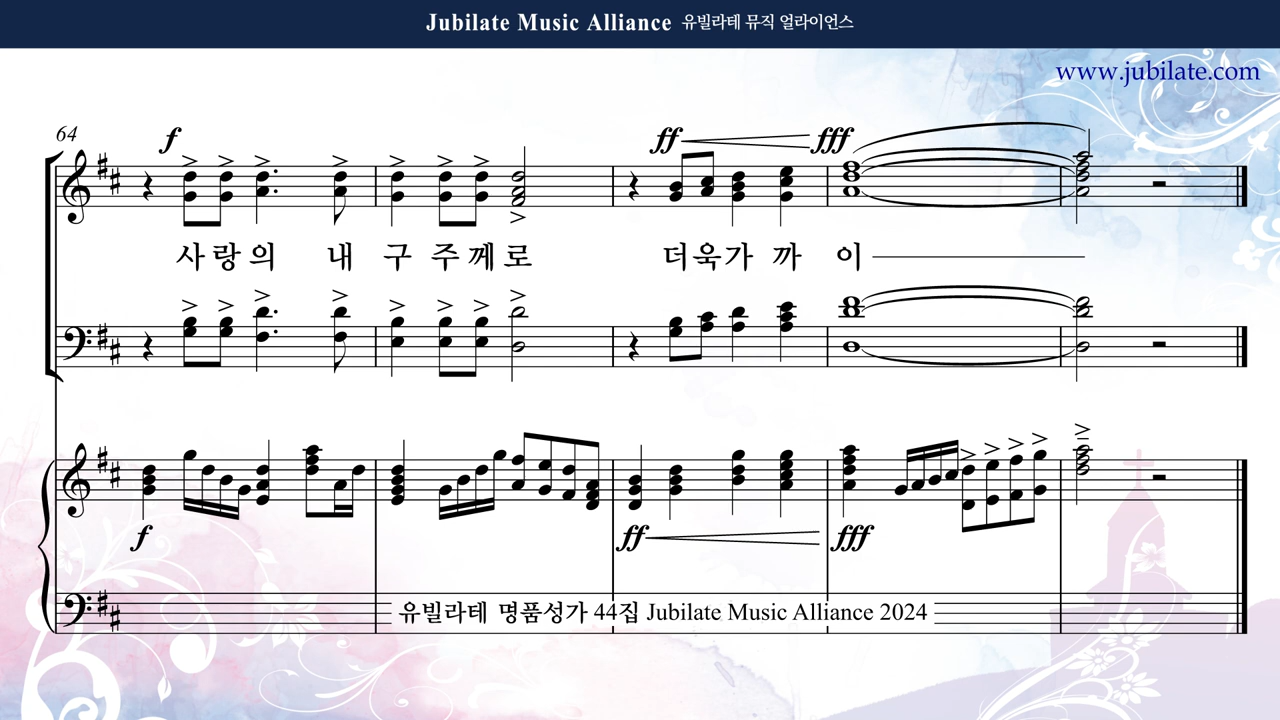 Jubilate Music Alliance 유빌라테 뮤직 얼라이언스
www.jubilate.com
64
f ff fff
사 랑 의 내 구 주 께 로 더 욱 가 까 이
f ff fff
유빌라테 명품성가 44집 Jubilate Music Alliance 2024